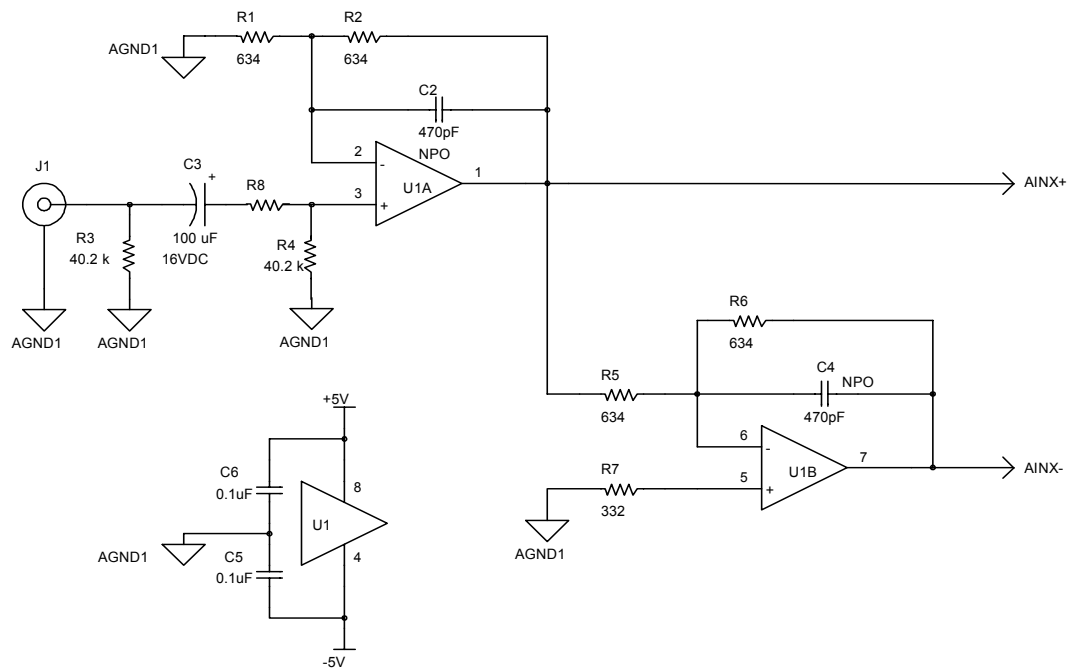 R1
R2
AGND1
634
634
C2
470pF
NPO
2
-
1
U1A
AINX+
J1
C3
+
R8
3
+
R3
40.2 k
100 uF
16VDC
R4
40.2 k
AGND1
AGND1
AGND1
R6
634
C4
NPO
470pF
R5
634
6
-
7
U1B
AINX-
R7
5
+
332
AGND1
+5V
C6
0.1uF
8
U1
AGND1
C5
0.1uF
4
-5V